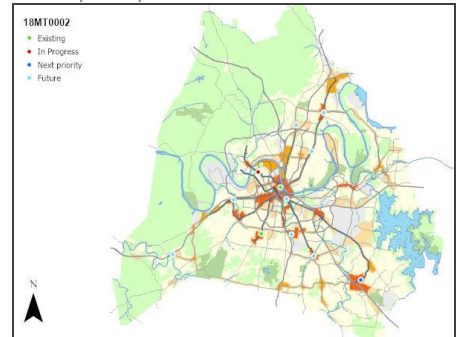 18MT0002
Existing
In Progress
Next priority
Future
N